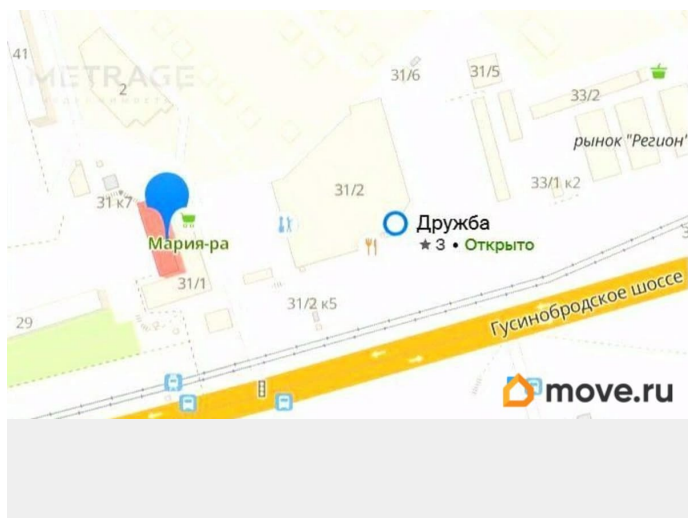 41
METRAGE
недвижимость
2
31/6
31/5
33/2
рынок "Регион"
31 к7
31/2
33/1 к2
Дружба
3 • Открыто
Мария-ра
31/1
31/2 к5
29
Гусинобродское шоссе
move.ru